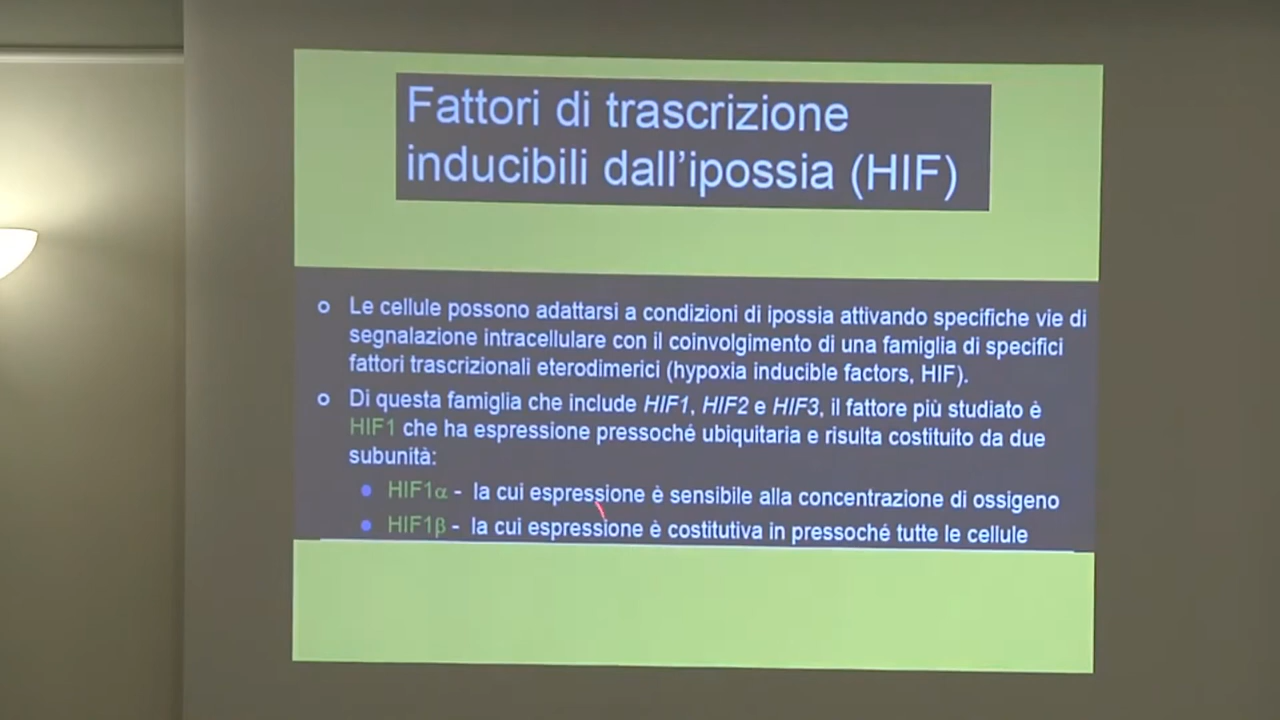 Fattori di trascrizione
inducibili dall'ipossia (HIF)
Le cellule possono adattarsi a condizioni di ipossia attivando specifiche vie di
segnalazione intracellulare con il coinvolgimento di una famiglia di specifici
fattori trascrizionali eterodimerici (hypoxia inducible factors, HIF).
Di questa famiglia che include HIF1, HIF2 e HIF3, il fattore più studiato è
HIF1 che ha espressione pressoché ubiquitaria e risulta costituito da due
subunità:
HIF1α - la cui espressione è sensibile alla concentrazione di ossigeno
HIF1β - la cui espressione è costitutiva in pressoché tutte le cellule